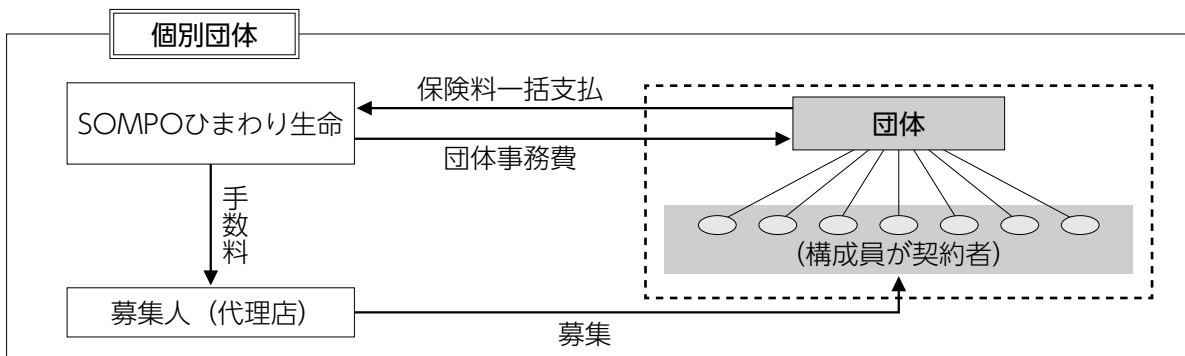 個別団体
保険料一括支払
SOMPOひまわり生命
団体
団体事務費
手数料
(構成員が契約者)
募集人（代理店）
募集